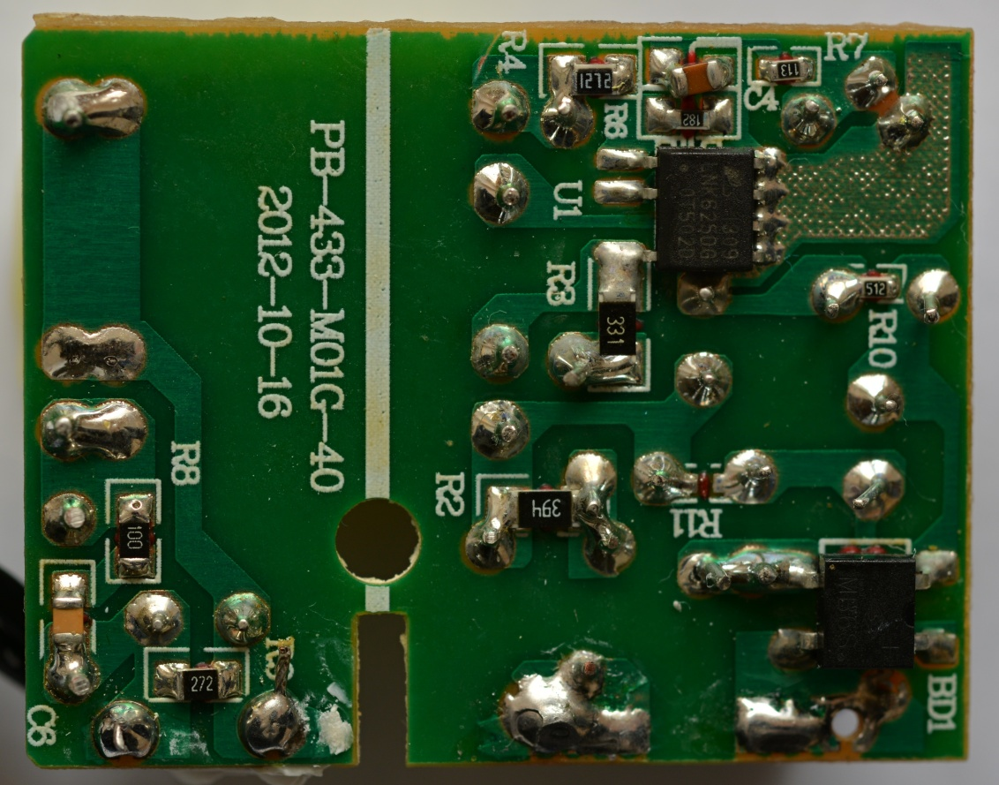 R4
R7
2L21
113
C4
R6
182
U1
PB-433-M01G-40
2012-10-16
R3
331
512
R10
R8
R2
394
R11
100
272
C6
BD1